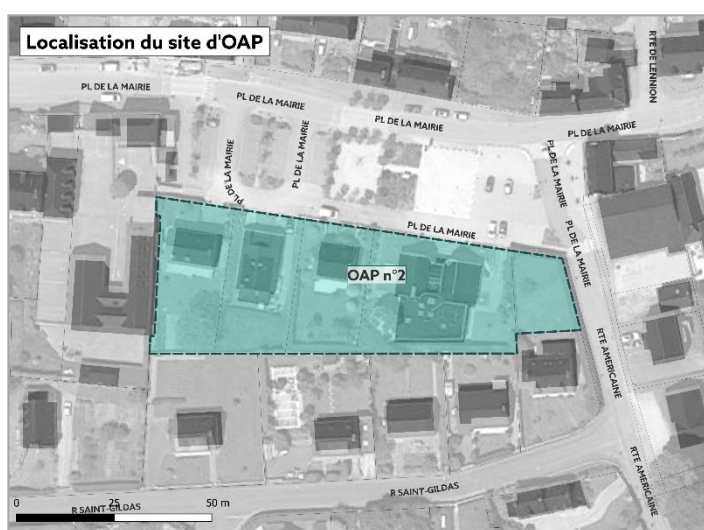 Localisation du site d'OAP
RTE DE LENNION
PL DE LA MAIRIE
PL DE LA MAIRIE
PL DE LA MAIRIE
PL DE LA MAIRIE
PL DE LA MAIRIE
PL DE LA MAIRIE
PL DE LA MAIRIE
PL DE LA MAIRIE
PL DE LA MAIRIE
OAP n°2
RTE AMERICAINE
RTE AMERICAINE
R SAINT-GILDAS
R SAINT-GILDAS
0 25 50 m